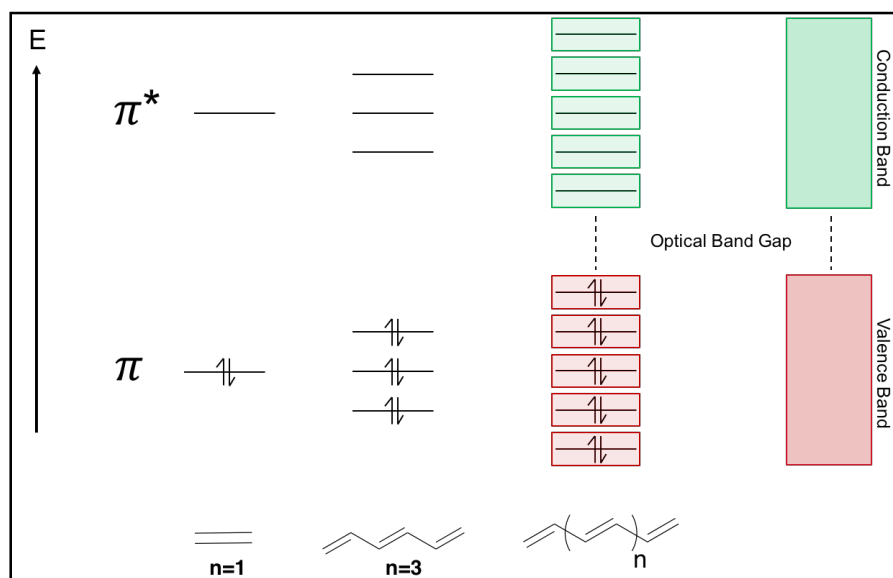 E
π*
π
Optical Band Gap
Conduction Band
Valence Band
n=1
n=3
n